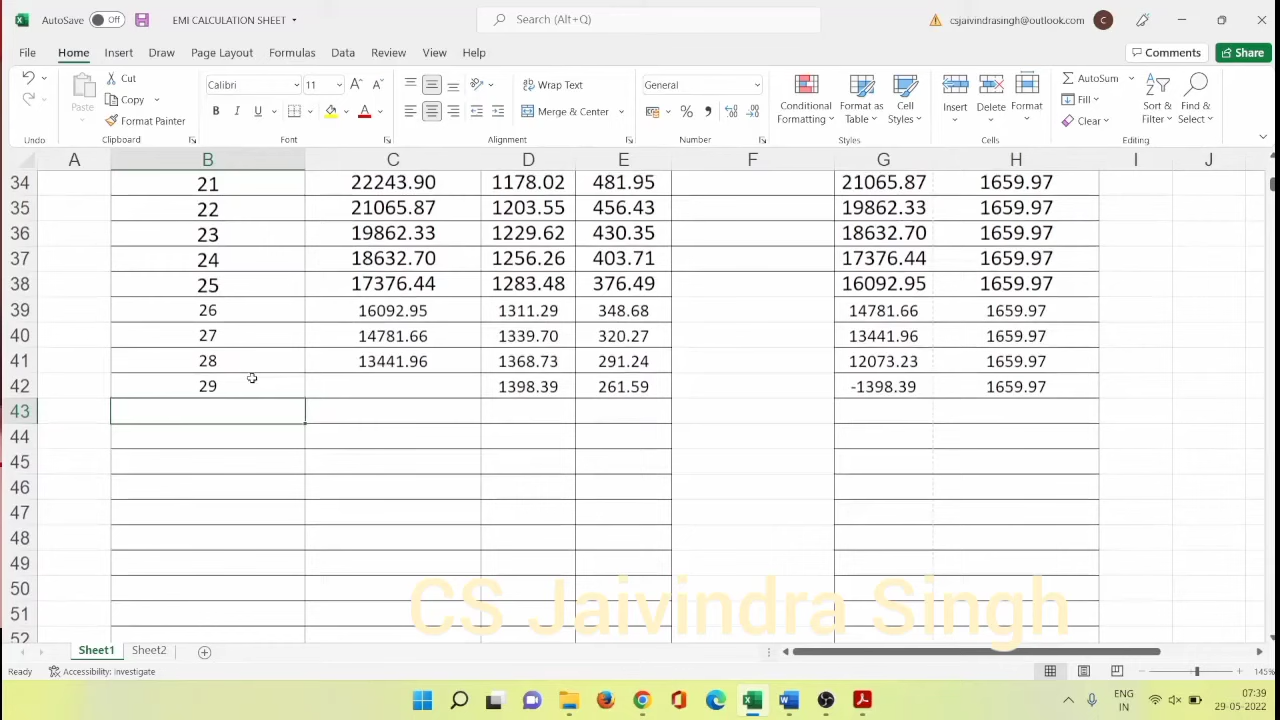 AutoSave Off EMI CALCULATION SHEET Search (Alt+Q) csjaivindrasingh@outlook.com C
File Home Insert Draw Page Layout Formulas Data Review View Help Comments Share
Undo
Paste Cut Copy Format Painter Clipboard
Calibri 11 B I U A Font
Wrap Text Merge & Center Alignment
General % , Number
Conditional Formatting Format as Table Cell Styles Styles
Insert Delete Format Cells
AutoSum Fill Clear Sort & Filter Find & Select Editing
A B C D E F G H I J
34 21 22243.90 1178.02 481.95 21065.87 1659.97
35 22 21065.87 1203.55 456.43 19862.33 1659.97
36 23 19862.33 1229.62 430.35 18632.70 1659.97
37 24 18632.70 1256.26 403.71 17376.44 1659.97
38 25 17376.44 1283.48 376.49 16092.95 1659.97
39 26 16092.95 1311.29 348.68 14781.66 1659.97
40 27 14781.66 1339.70 320.27 13441.96 1659.97
41 28 13441.96 1368.73 291.24 12073.23 1659.97
42 29 1398.39 261.59 -1398.39 1659.97
43
44
45
46
47
48
49
50
51
52
CS Jaivindra Singh
Sheet1 Sheet2
Ready Accessibility: Investigate 145%
ENG IN 07:39 29-05-2022